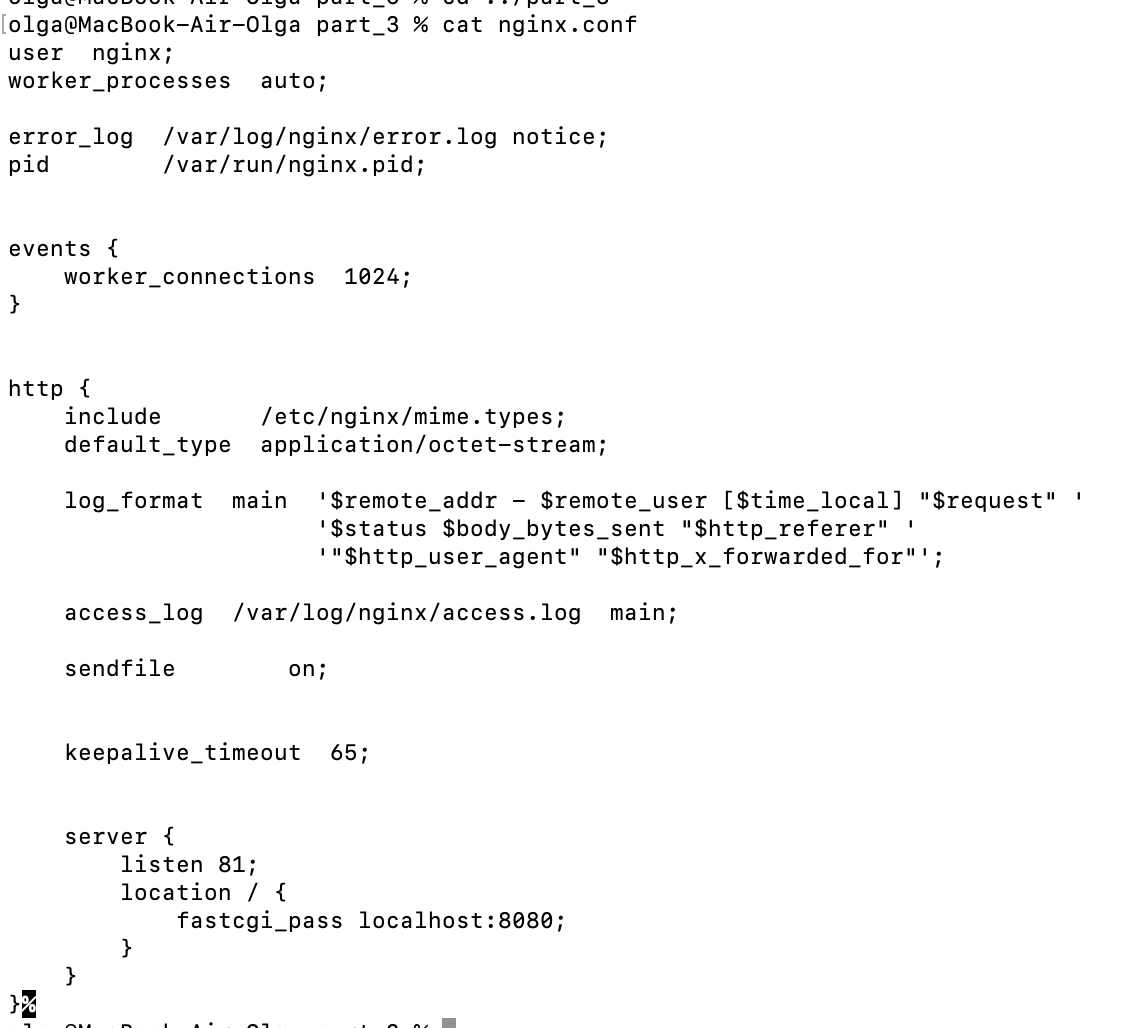 olga@MacBook-Air-Olga part_3 % cat nginx.conf
user  nginx;
worker_processes  auto;

error_log  /var/log/nginx/error.log notice;
pid        /var/run/nginx.pid;


events {
    worker_connections  1024;
}


http {
    include       /etc/nginx/mime.types;
    default_type  application/octet-stream;

    log_format  main  '$remote_addr - $remote_user [$time_local] "$request" '
                      '$status $body_bytes_sent "$http_referer" '
                      '"$http_user_agent" "$http_x_forwarded_for"';

    access_log  /var/log/nginx/access.log  main;

    sendfile        on;


    keepalive_timeout  65;


    server {
        listen 81;
        location / {
            fastcgi_pass localhost:8080;
        }
    }
}%